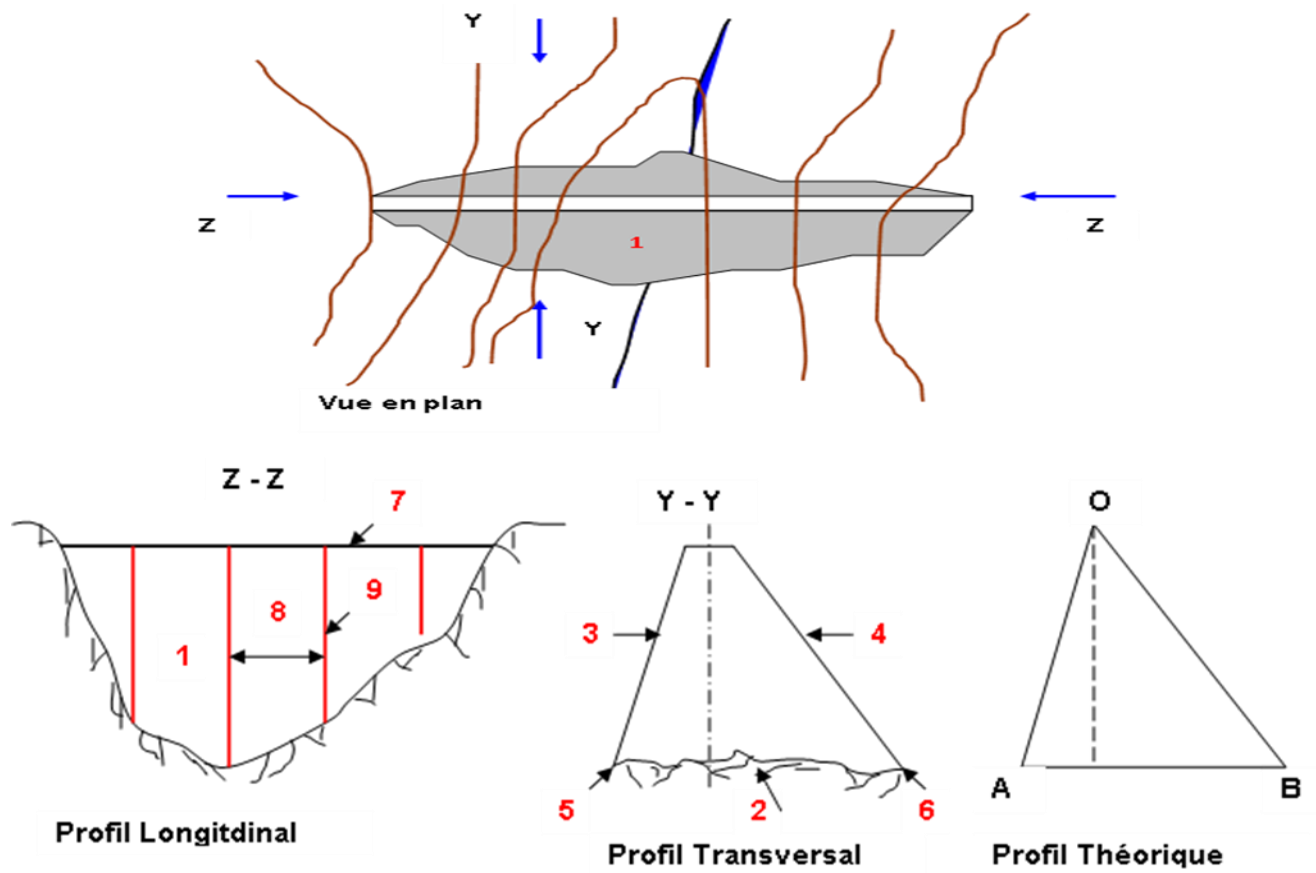 Y
Z
Z
1
Y
Vue en plan
Z - Z
7
8
9
1
Profil Longitdinal
Y - Y
3
4
5
2
6
Profil Transversal
O
A
B
Profil Théorique